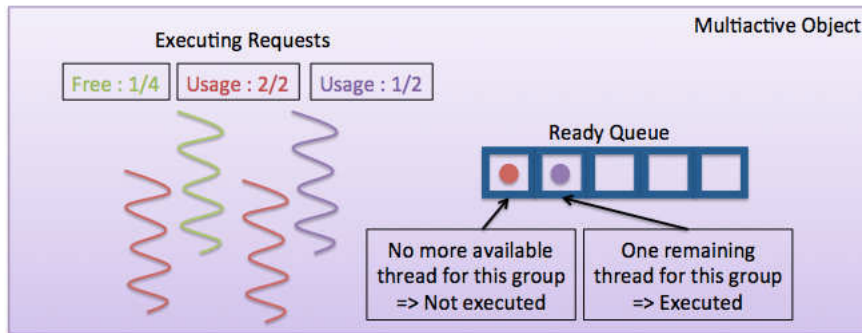 Multiactive Object
Executing Requests
Free : 1/4
Usage : 2/2
Usage : 1/2
Ready Queue
No more available
thread for this group
=> Not executed
One remaining
thread for this group
=> Executed